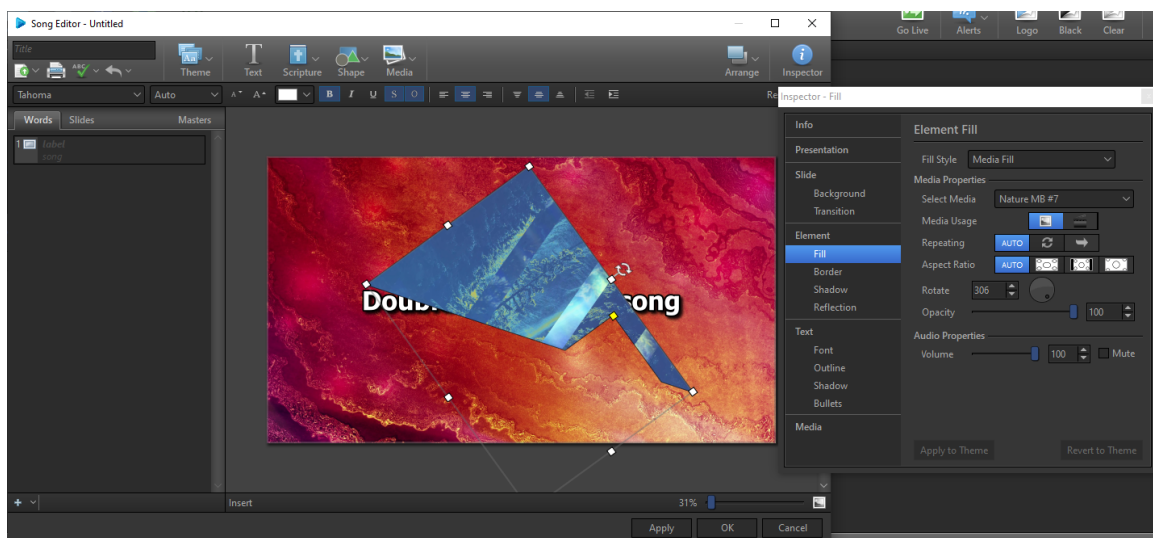 Song Editor - Untitled
Go Live Alerts Logo Black Clear
Title
ABC
Aa
Theme Text Scripture Shape Media Arrange Inspector
Tahoma Auto A A B I U S O Re
Inspector - Fill
Words Slides Masters
1 label
song
Doub song
Info
Presentation
Slide
Background
Transition
Element
Fill
Border
Shadow
Reflection
Text
Font
Outline
Shadow
Bullets
Media
Element Fill
Fill Style Media Fill
Media Properties
Select Media Nature MB #7
Media Usage
Repeating AUTO
Aspect Ratio AUTO
Rotate 306
Opacity 100
Audio Properties
Volume 100 Mute
Apply to Theme Revert to Theme
Insert 31%
Apply OK Cancel